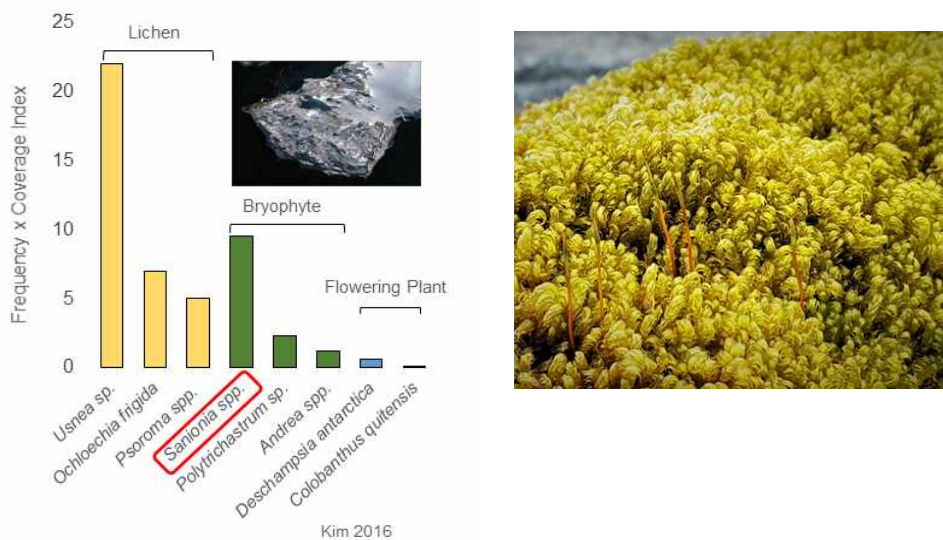 25
20
15
10
5
0
Frequency x Coverage Index
Lichen
Bryophyte
Flowering Plant
Usnea sp.
Ochloechia frigida
Psoroma spp.
Sanionia spp.
Polytrichastrum sp.
Andrea spp.
Deschampsia antarctica
Colobanthus quitensis
Kim 2016